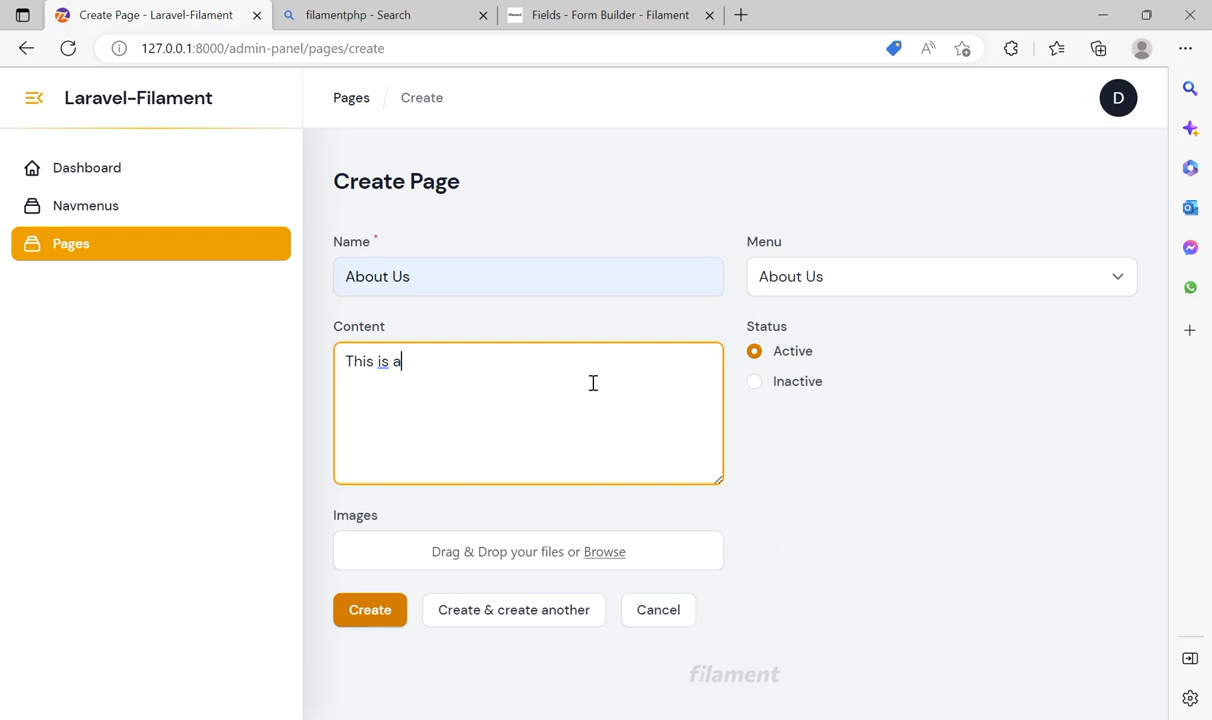 Create Page - Laravel-Filament
filamentphp - Search
Fields - Form Builder - Filament
127.0.0.1:8000/admin-panel/pages/create
Laravel-Filament
Pages
Create
D
Dashboard
Navmenus
Pages
Create Page
Name *
Menu
About Us
About Us
Content
Status
This is a
Active
Inactive
Images
Drag & Drop your files or Browse
Create
Create & create another
Cancel
filament